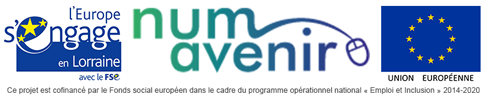 l'Europe
s'engage
en Lorraine
avec le FSe
num
avenir
UNION EUROPÉENNE
Ce projet est cofinancé par le Fonds social européen dans le cadre du programme opérationnel national « Emploi et Inclusion » 2014-2020